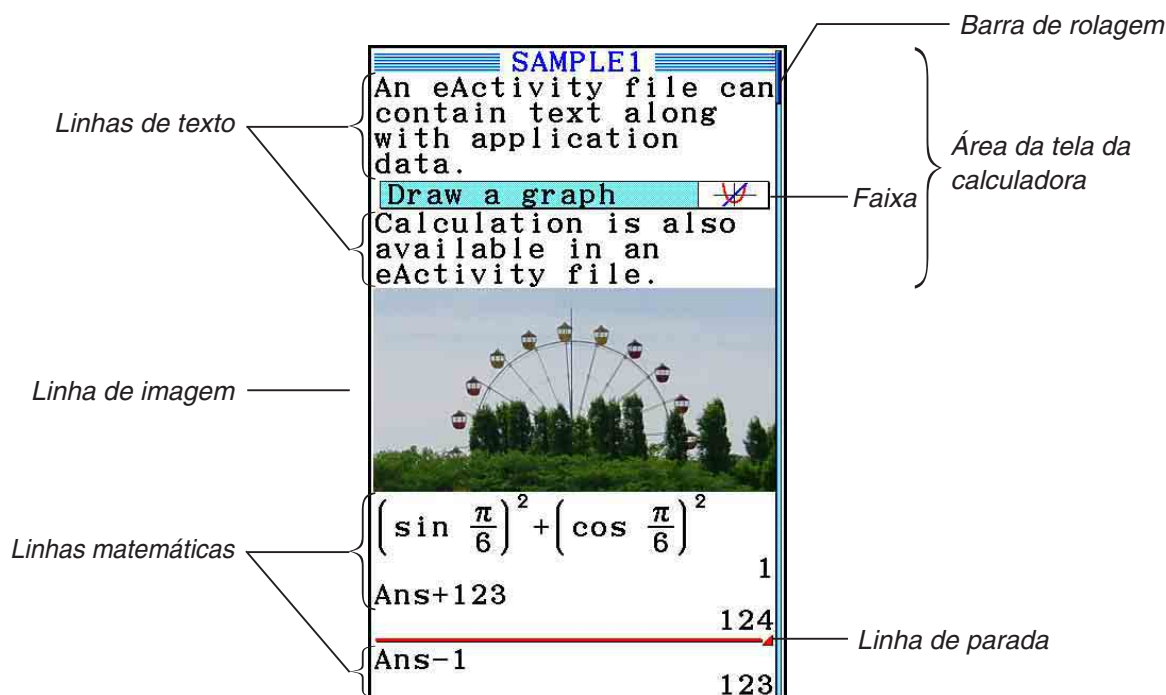 Barra de rolagem
SAMPLE1
An eActivity file can
contain text along
with application
data.
Linhas de texto
Área da tela da
calculadora
Draw a graph
Faixa
Calculation is also
available in an
eActivity file.
Linha de imagem
(sin π/6)²+(cos π/6)²
1
Linhas matemáticas
Ans+123
124
Linha de parada
Ans−1
123